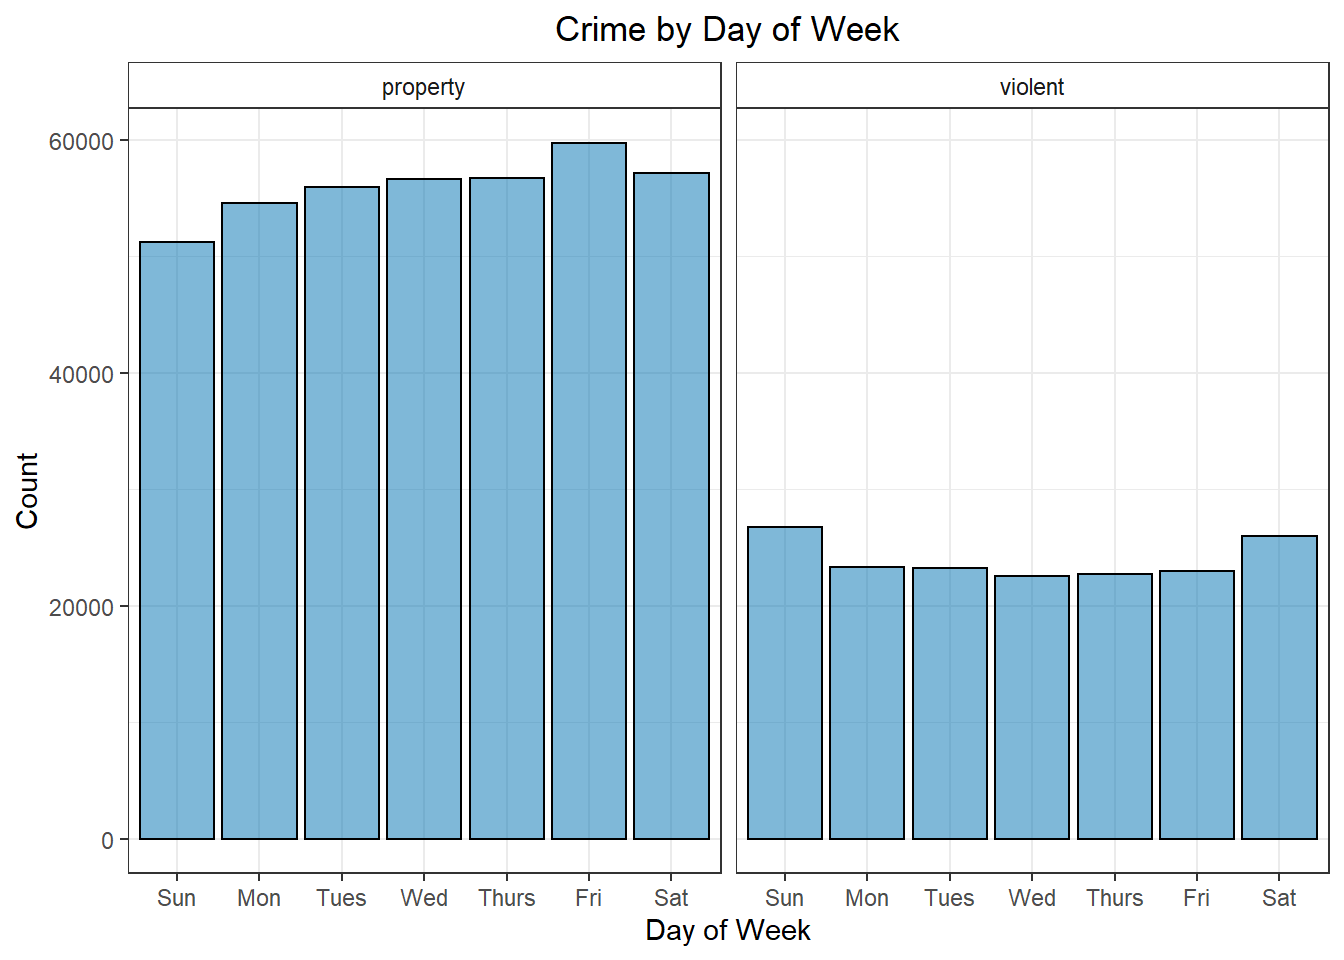 Crime by Day of Week
property violent
60000
40000
20000
0
Count
Sun Mon Tues Wed Thurs Fri Sat Sun Mon Tues Wed Thurs Fri Sat
Day of Week